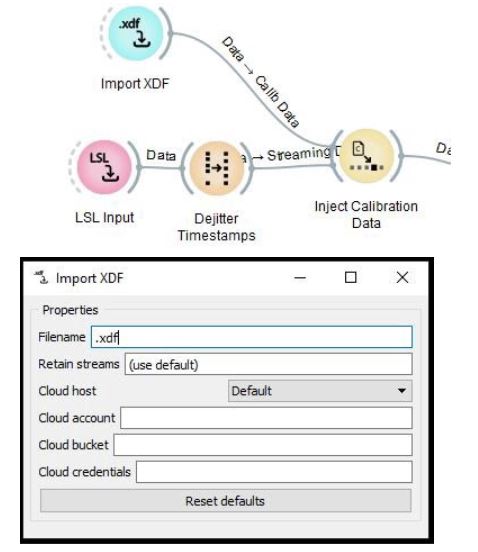 .xdf
Data → Calib Data
Import XDF
LSL
Data
→ Streaming D
C
Da
LSL Input
Dejitter
Timestamps
Inject Calibration
Data
Import XDF
Properties
Filename .xdf
Retain streams (use default)
Cloud host Default
Cloud account
Cloud bucket
Cloud credentials
Reset defaults